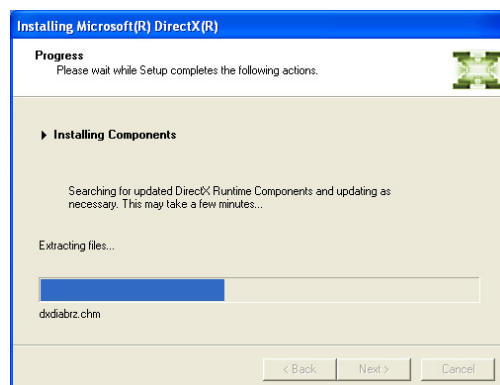 Installing Microsoft(R) DirectX(R)
Progress
Please wait while Setup completes the following actions.
Installing Components
Searching for updated DirectX Runtime Components and updating as
necessary. This may take a few minutes...
Extracting files...
dxdiabrz.chm
< Back Next > Cancel